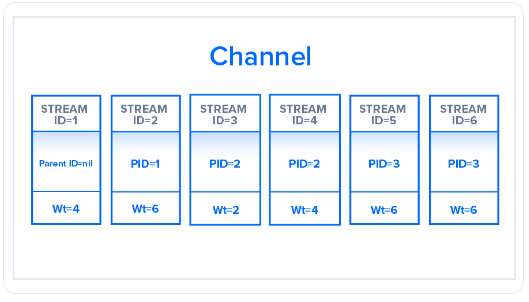 Channel
STREAM
ID=1
Parent ID=nil
Wt=4
STREAM
ID=2
PID=1
Wt=6
STREAM
ID=3
PID=2
Wt=2
STREAM
ID=4
PID=2
Wt=4
STREAM
ID=5
PID=3
Wt=6
STREAM
ID=6
PID=3
Wt=6